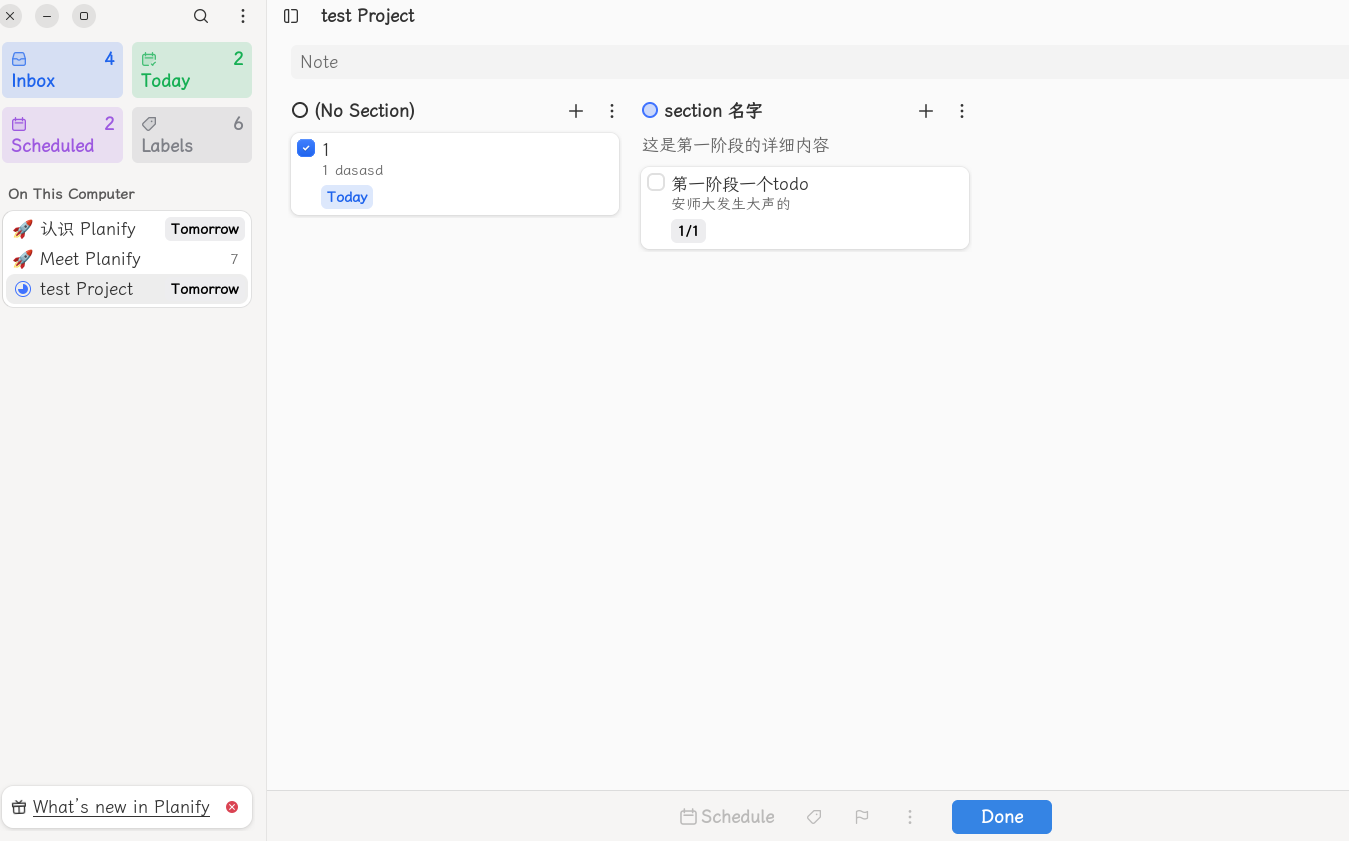 test Project
Inbox 4
Today 2
Scheduled 2
Labels 6
On This Computer
认识 Planify Tomorrow
Meet Planify 7
test Project Tomorrow
What's new in Planify
Note
(No Section)
1
1 dasasd
Today
section 名字
这是第一阶段的详细内容
第一阶段一个todo
安师大发生大声的
1/1
Schedule
Done